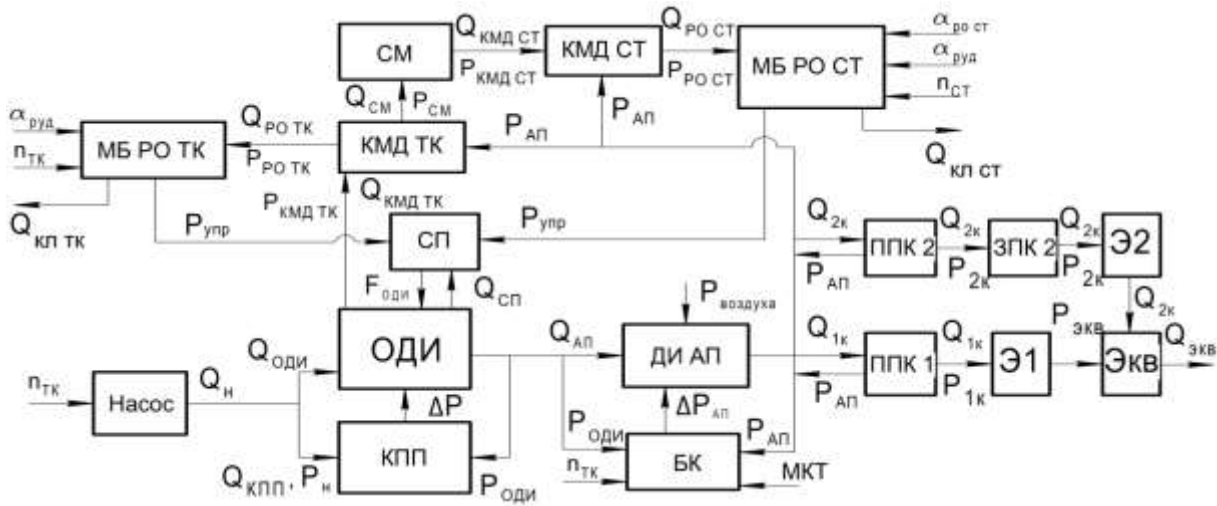 СМ
Q КМД СТ
P КМД СТ
КМД СТ
Q РО СТ
P РО СТ
МБ РО СТ
α ро ст
α руд
n СТ
Q кл ст
Q СМ
P СМ
P АП
P АП
α руд
n ТК
МБ РО ТК
Q РО ТК
P РО ТК
КМД ТК
Q кл тк
P упр
P КМД ТК
Q КМД ТК
СП
P упр
F ОДИ
Q СП
Q 2к
P АП
ППК 2
Q 2к
P 2к
ЗПК 2
Q 2к
P 2к
Э2
Q 2к
P воздуха
n ТК
Насос
Q н
Q ОДИ
ОДИ
Q АП
ДИ АП
Q 1к
P АП
ППК 1
Q 1к
P 1к
Э1
P экв
Экв
Q экв
ΔP
ΔP АП
Q КПП , P н
КПП
P ОДИ
P ОДИ
n ТК
БК
P АП
МКТ